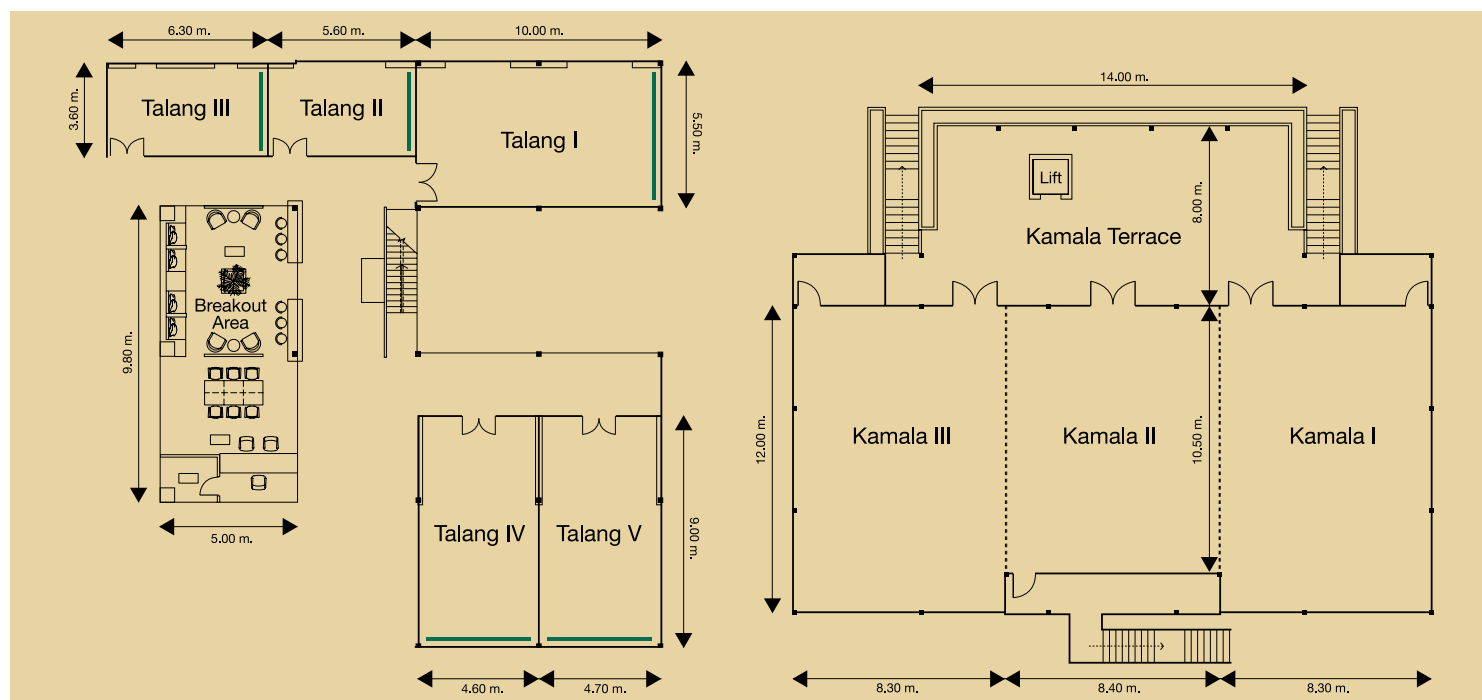 6.30 m.
5.60 m.
10.00 m.
3.60 m.
Talang III
Talang II
Talang I
5.50 m.
9.80 m.
Breakout
Area
5.00 m.
Talang IV
Talang V
9.00 m.
4.60 m.
4.70 m.
14.00 m.
Lift
8.00 m.
Kamala Terrace
12.00 m.
Kamala III
Kamala II
10.50 m.
Kamala I
8.30 m.
8.40 m.
8.30 m.